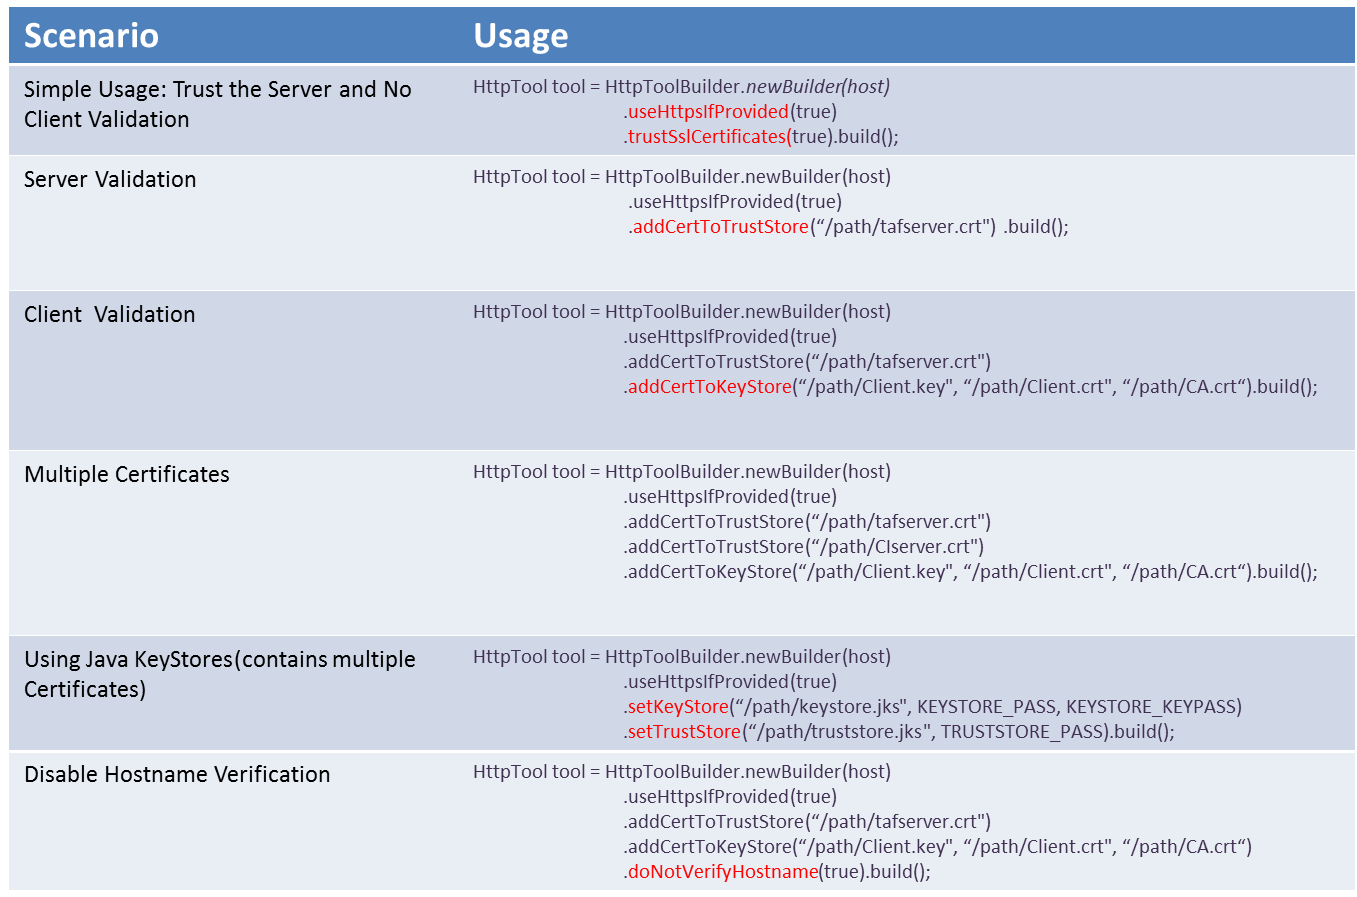 Scenario
Usage
Simple Usage: Trust the Server and No
Client Validation
HttpTool tool = HttpToolBuilder.newBuilder(host)
.useHttpsIfProvided(true)
.trustSslCertificates(true).build();
Server Validation
HttpTool tool = HttpToolBuilder.newBuilder(host)
.useHttpsIfProvided(true)
.addCertToTrustStore(“/path/tafserver.crt") .build();
Client Validation
HttpTool tool = HttpToolBuilder.newBuilder(host)
.useHttpsIfProvided(true)
.addCertToTrustStore(“/path/tafserver.crt")
.addCertToKeyStore(“/path/Client.key", “/path/Client.crt", “/path/CA.crt“).build();
Multiple Certificates
HttpTool tool = HttpToolBuilder.newBuilder(host)
.useHttpsIfProvided(true)
.addCertToTrustStore(“/path/tafserver.crt")
.addCertToTrustStore(“/path/CIserver.crt")
.addCertToKeyStore(“/path/Client.key", “/path/Client.crt", “/path/CA.crt“).build();
Using Java KeyStores(contains multiple
Certificates)
HttpTool tool = HttpToolBuilder.newBuilder(host)
.useHttpsIfProvided(true)
.setKeyStore(“/path/keystore.jks", KEYSTORE_PASS, KEYSTORE_KEYPASS)
.setTrustStore(“/path/truststore.jks", TRUSTSTORE_PASS).build();
Disable Hostname Verification
HttpTool tool = HttpToolBuilder.newBuilder(host)
.useHttpsIfProvided(true)
.addCertToTrustStore(“/path/tafserver.crt")
.addCertToKeyStore(“/path/Client.key", “/path/Client.crt", “/path/CA.crt“)
.doNotVerifyHostname(true).build();